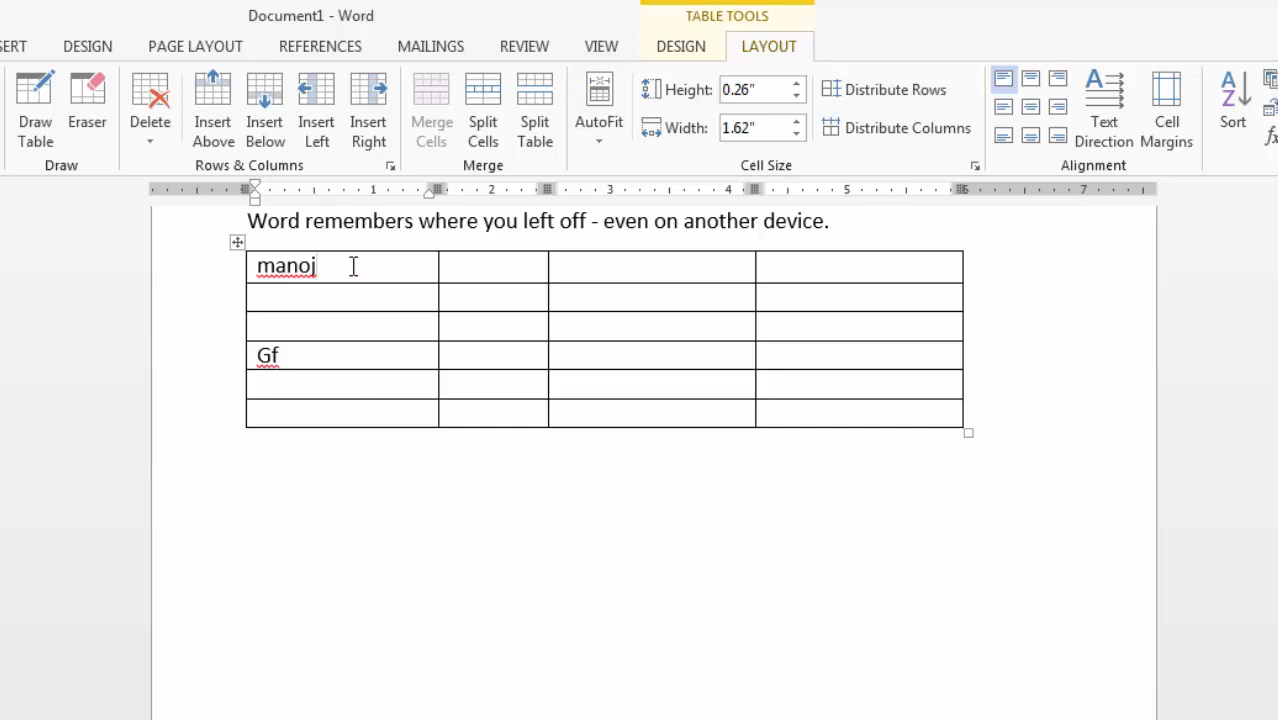 Document1 - Word
TABLE TOOLS
SERT DESIGN PAGE LAYOUT REFERENCES MAILINGS REVIEW VIEW DESIGN LAYOUT
Draw Table
Eraser
Delete
Insert Above
Insert Below
Insert Left
Insert Right
Merge Cells
Split Cells
Split Table
AutoFit
Height: 0.26"
Width: 1.62"
Distribute Rows
Distribute Columns
Text Direction
Cell Margins
A
Z
Sort
fx
Draw
Rows & Columns
Merge
Cell Size
Alignment
1 2 3 4 5 6 7
Word remembers where you left off - even on another device.
manoj
Gf